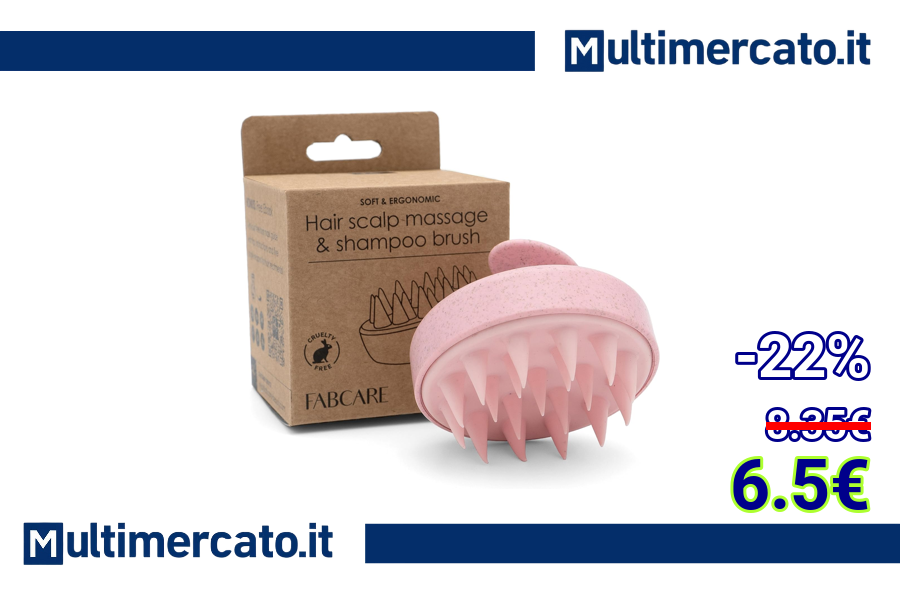 Multimercato.it
SOFT & ERGONOMIC
Hair scalp massage
& shampoo brush
CRUELTY
FREE
FABCARE
-22%
8.35€
6.5€
Multimercato.it